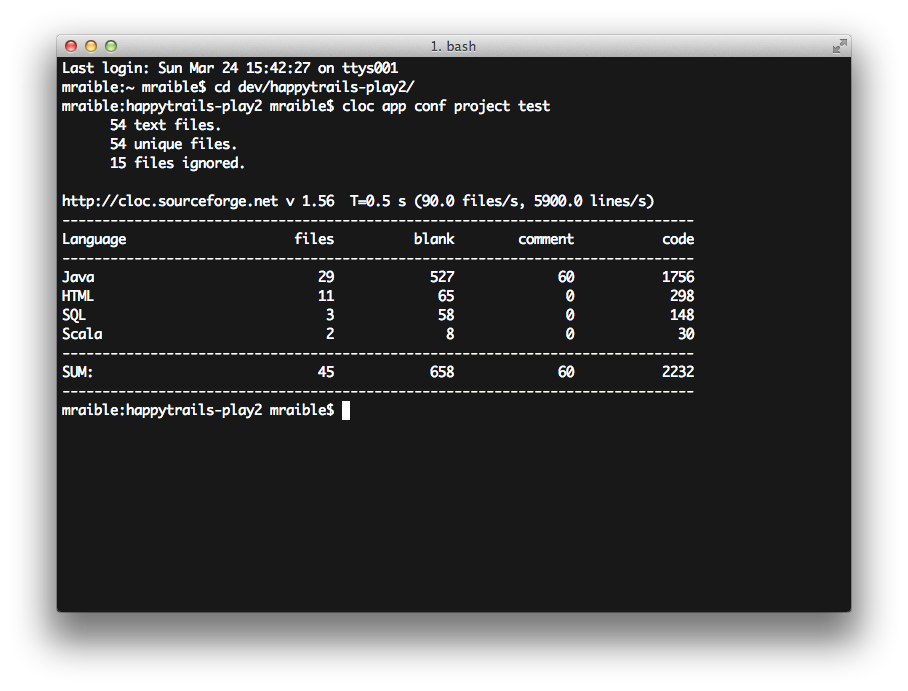 1. bash
Last login: Sun Mar 24 15:42:27 on ttys001
mraible:~ mraible$ cd dev/happytrails-play2/
mraible:happytrails-play2 mraible$ cloc app conf project test
      54 text files.
      54 unique files.
      15 files ignored.
http://cloc.sourceforge.net v 1.56  T=0.5 s (90.0 files/s, 5900.0 lines/s)
-------------------------------------------------------------------------------
Language                     files          blank        comment           code
-------------------------------------------------------------------------------
Java                            29            527             60           1756
HTML                            11             65              0            298
SQL                              3             58              0            148
Scala                            2              8              0             30
-------------------------------------------------------------------------------
SUM:                            45            658             60           2232
-------------------------------------------------------------------------------
mraible:happytrails-play2 mraible$